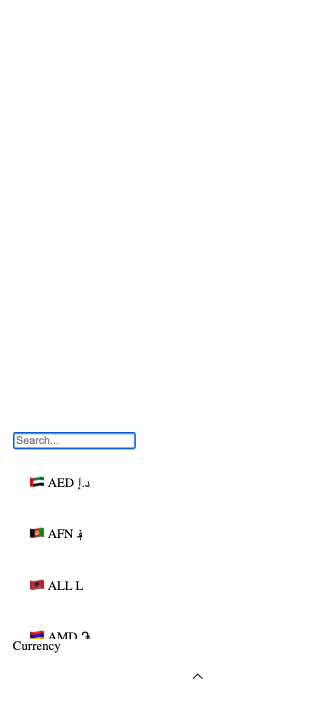 Search...
AED د.إ
AFN ؋
ALL L
AMD ֏
Currency